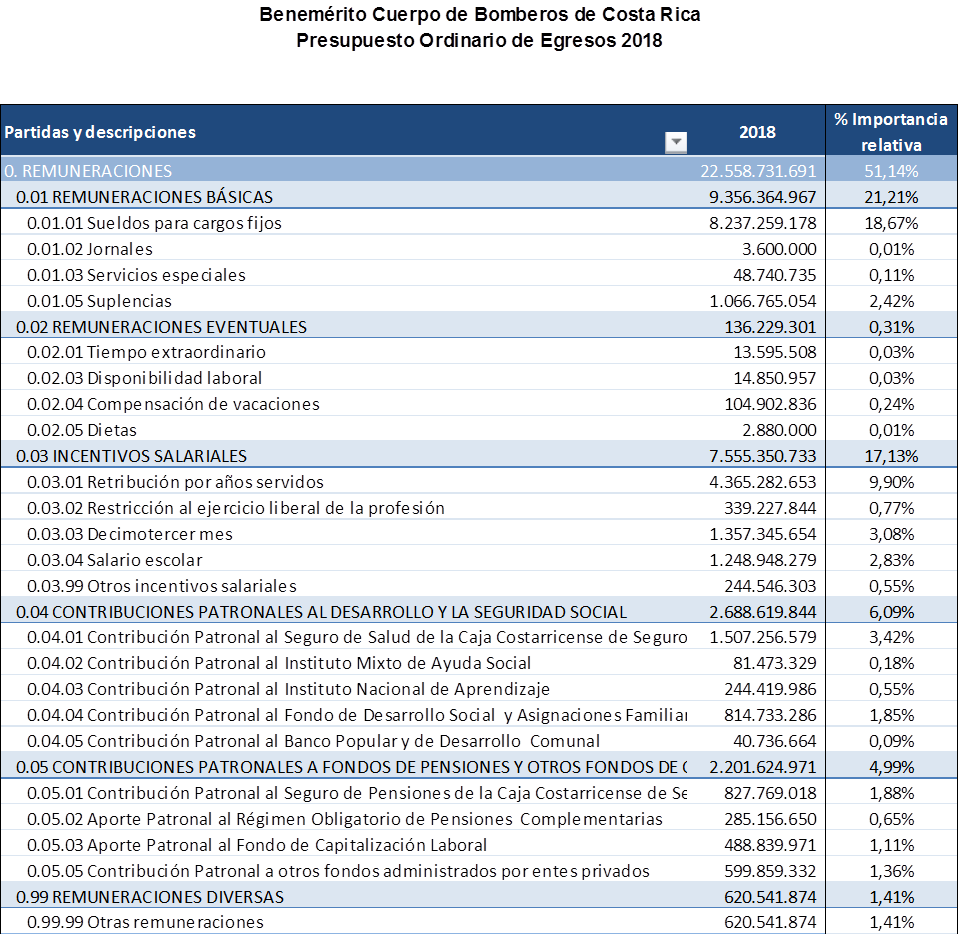 Benemérito Cuerpo de Bomberos de Costa Rica
Presupuesto Ordinario de Egresos 2018
Partidas y descripciones 2018 % Importancia relativa
0. REMUNERACIONES 22.558.731.691 51,14%
0.01 REMUNERACIONES BÁSICAS 9.356.364.967 21,21%
0.01.01 Sueldos para cargos fijos 8.237.259.178 18,67%
0.01.02 Jornales 3.600.000 0,01%
0.01.03 Servicios especiales 48.740.735 0,11%
0.01.05 Suplencias 1.066.765.054 2,42%
0.02 REMUNERACIONES EVENTUALES 136.229.301 0,31%
0.02.01 Tiempo extraordinario 13.595.508 0,03%
0.02.03 Disponibilidad laboral 14.850.957 0,03%
0.02.04 Compensación de vacaciones 104.902.836 0,24%
0.02.05 Dietas 2.880.000 0,01%
0.03 INCENTIVOS SALARIALES 7.555.350.733 17,13%
0.03.01 Retribución por años servidos 4.365.282.653 9,90%
0.03.02 Restricción al ejercicio liberal de la profesión 339.227.844 0,77%
0.03.03 Decimotercer mes 1.357.345.654 3,08%
0.03.04 Salario escolar 1.248.948.279 2,83%
0.03.99 Otros incentivos salariales 244.546.303 0,55%
0.04 CONTRIBUCIONES PATRONALES AL DESARROLLO Y LA SEGURIDAD SOCIAL 2.688.619.844 6,09%
0.04.01 Contribución Patronal al Seguro de Salud de la Caja Costarricense de Seguro 1.507.256.579 3,42%
0.04.02 Contribución Patronal al Instituto Mixto de Ayuda Social 81.473.329 0,18%
0.04.03 Contribución Patronal al Instituto Nacional de Aprendizaje 244.419.986 0,55%
0.04.04 Contribución Patronal al Fondo de Desarrollo Social y Asignaciones Familiar 814.733.286 1,85%
0.04.05 Contribución Patronal al Banco Popular y de Desarrollo Comunal 40.736.664 0,09%
0.05 CONTRIBUCIONES PATRONALES A FONDOS DE PENSIONES Y OTROS FONDOS DE C 2.201.624.971 4,99%
0.05.01 Contribución Patronal al Seguro de Pensiones de la Caja Costarricense de Se 827.769.018 1,88%
0.05.02 Aporte Patronal al Régimen Obligatorio de Pensiones Complementarias 285.156.650 0,65%
0.05.03 Aporte Patronal al Fondo de Capitalización Laboral 488.839.971 1,11%
0.05.05 Contribución Patronal a otros fondos administrados por entes privados 599.859.332 1,36%
0.99 REMUNERACIONES DIVERSAS 620.541.874 1,41%
0.99.99 Otras remuneraciones 620.541.874 1,41%